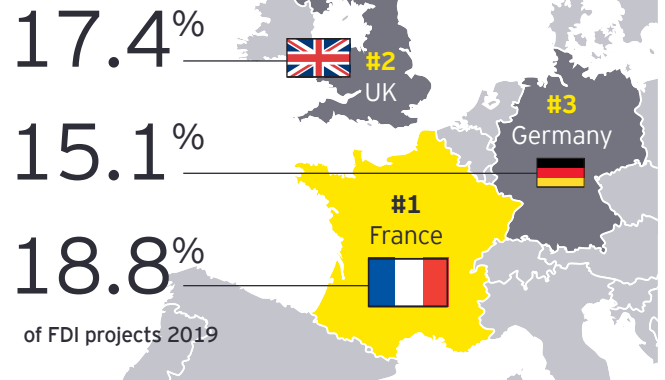 17.4%
#2
UK
#3
Germany
15.1%
#1
France
18.8%
of FDI projects 2019